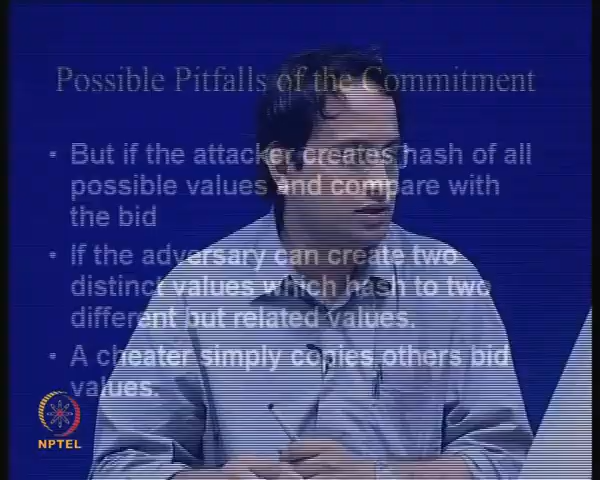 Possible Pitfalls of the Commitment
• But if the attacker creates hash of all
possible values and compare with
the bid
• If the adversary can create two
distinct values which hash to two
different but related values.
• A cheater simply copies others bid
values.
NPTEL